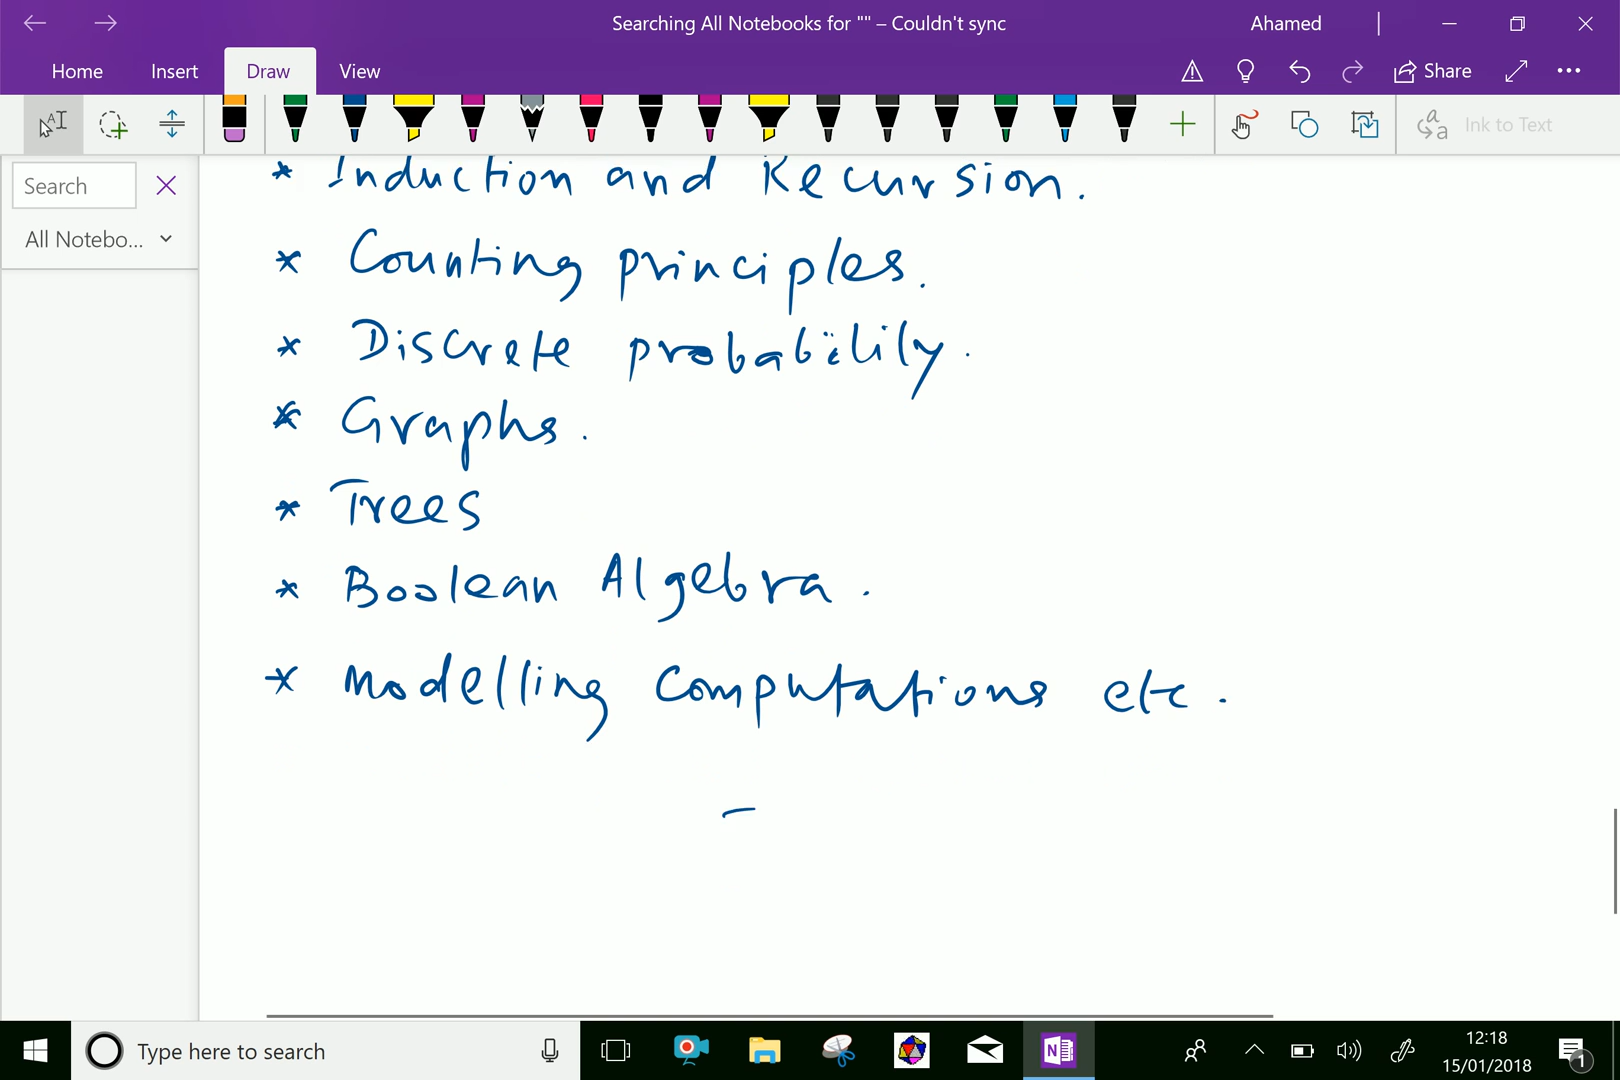 Searching All Notebooks for "" – Couldn't sync
Ahamed
Home Insert Draw View
Share
Ink to Text
Search
All Notebo...
* Induction and Recursion.
* Counting principles.
* Discrete probability.
* Graphs.
* Trees
* Boolean Algebra.
* Modelling Computations etc.
Type here to search
12:18
15/01/2018
1